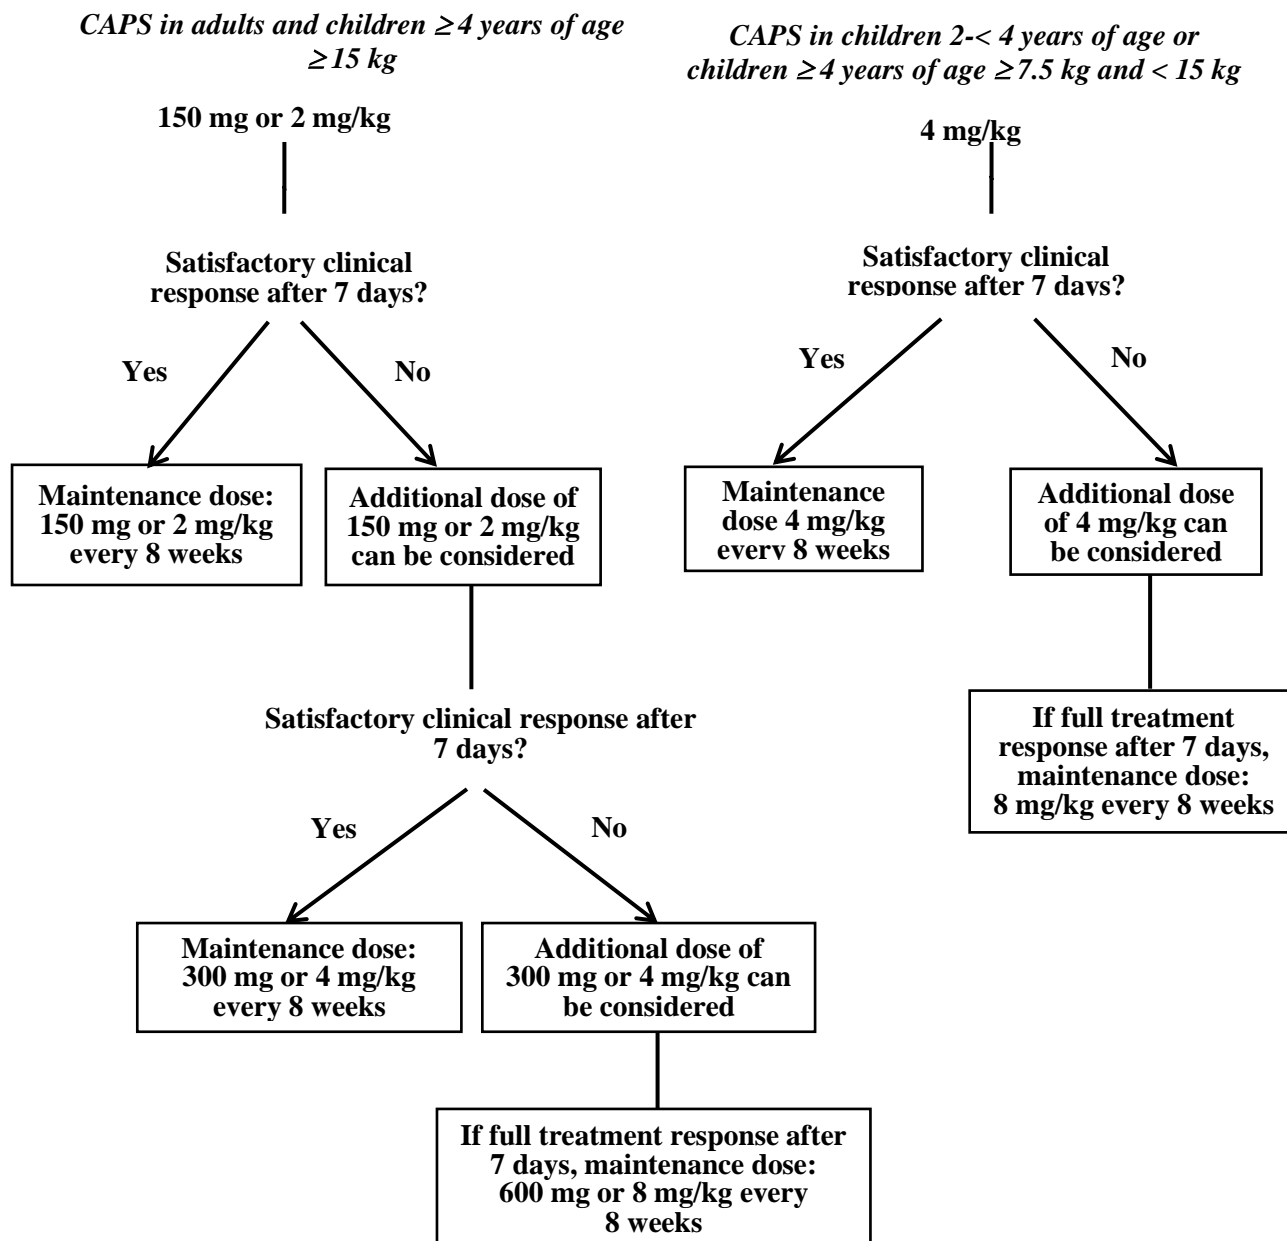 CAPS in adults and children ≥4 years of age
≥15 kg
150 mg or 2 mg/kg
Satisfactory clinical
response after 7 days?
Yes
No
Maintenance dose:
150 mg or 2 mg/kg
every 8 weeks
Additional dose of
150 mg or 2 mg/kg
can be considered
Satisfactory clinical response after
7 days?
Yes
No
Maintenance dose:
300 mg or 4 mg/kg
every 8 weeks
Additional dose of
300 mg or 4 mg/kg can
be considered
If full treatment response after
7 days, maintenance dose:
600 mg or 8 mg/kg every
8 weeks
CAPS in children 2-< 4 years of age or
children ≥4 years of age ≥7.5 kg and < 15 kg
4 mg/kg
Satisfactory clinical
response after 7 days?
Yes
No
Maintenance
dose 4 mg/kg
every 8 weeks
Additional dose
of 4 mg/kg can
be considered
If full treatment
response after 7 days,
maintenance dose:
8 mg/kg every 8 weeks